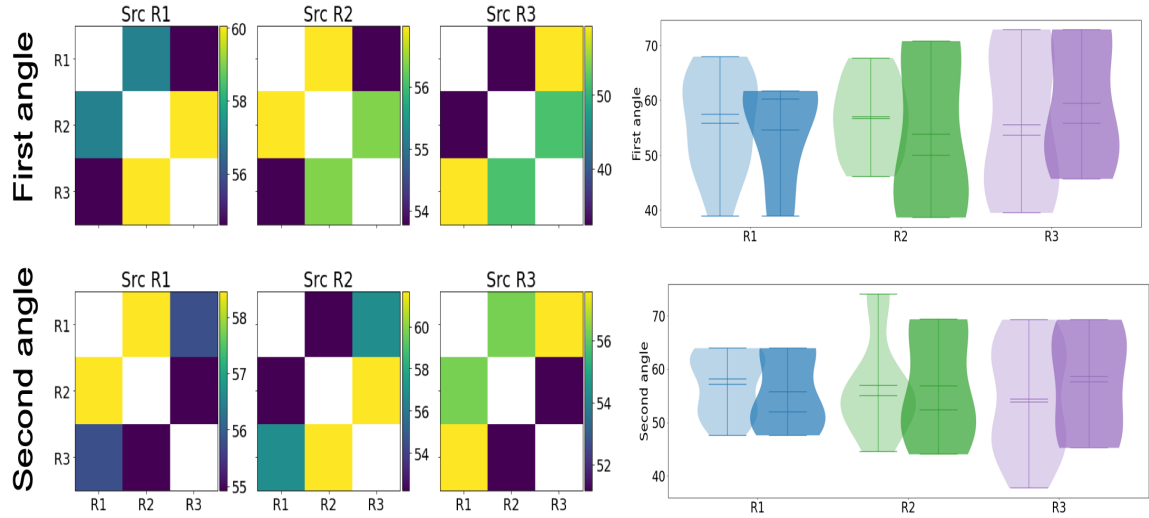 First angle
Src R1
Src R2
Src R3
R1
R2
R3
60
58
56
56
54
50
40
First angle
70
60
50
40
R1
R2
R3
Second angle
Src R1
Src R2
Src R3
R1
R2
R3
R1
R2
R3
R1
R2
R3
R1
R2
R3
58
57
56
55
60
58
56
54
56
54
52
Second angle
70
60
50
40
R1
R2
R3